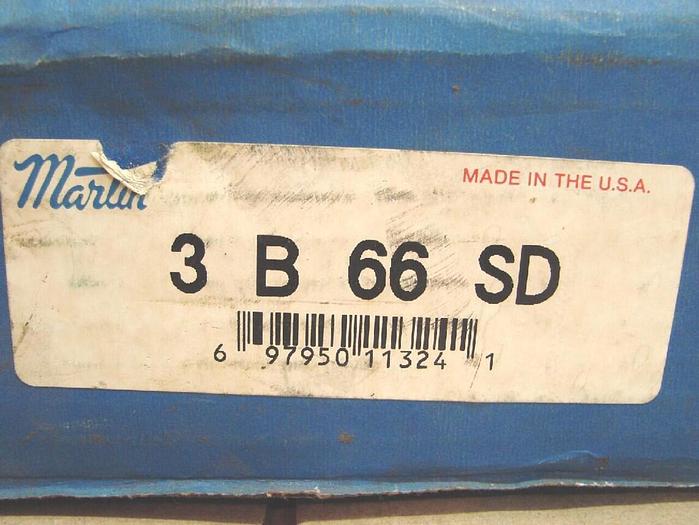 Martin
MADE IN THE U.S.A.
3 B 66 SD
6 97950 11324 1